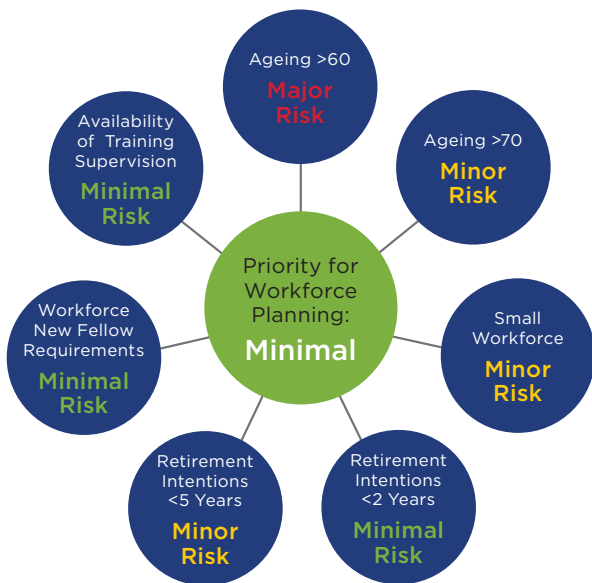 Ageing >60
Major
Risk
Ageing >70
Minor
Risk
Small
Workforce
Minor
Risk
Retirement
Intentions
<2 Years
Minimal
Risk
Retirement
Intentions
<5 Years
Minor
Risk
Workforce
New Fellow
Requirements
Minimal
Risk
Availability
of Training
Supervision
Minimal
Risk
Priority for
Workforce
Planning:
Minimal